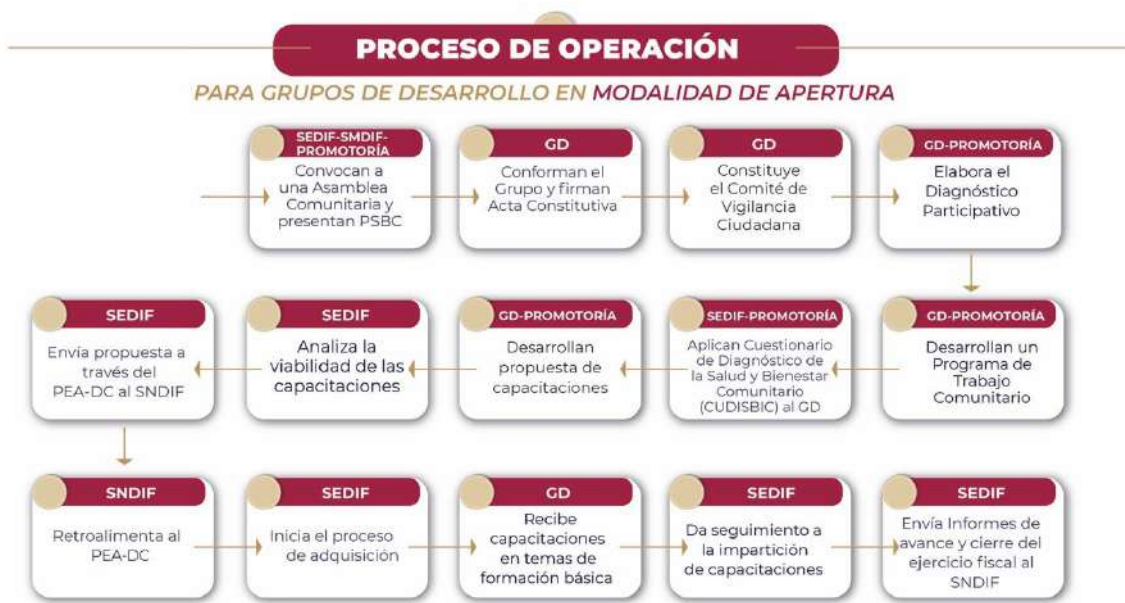 PROCESO DE OPERACIÓN
PARA GRUPOS DE DESARROLLO EN MODALIDAD DE APERTURA
SEDIF-SMDIF-
PROMOTORÍA
Convocan a
una Asamblea
Comunitaria y
presentan PSBC
GD
Conforman el
Grupo y firman
Acta Constitutiva
GD
Constituye
el Comité de
Vigilancia
Ciudadana
GD-PROMOTORÍA
Elabora el
Diagnóstico
Participativo
GD-PROMOTORÍA
Desarrollan un
Programa de
Trabajo
Comunitario
SEDIF-PROMOTORÍA
Aplican Cuestionario
de Diagnóstico de
la Salud y Bienestar
Comunitario
(CUDISBIC) al GD
GD-PROMOTORÍA
Desarrollan
propuesta de
capacitaciones
SEDIF
Analiza la
viabilidad de las
capacitaciones
SEDIF
Envía propuesta a
través del
PEA-DC al SNDIF
SNDIF
Retroalimenta al
PEA-DC
SEDIF
Inicia el proceso
de adquisición
GD
Recibe
capacitaciones
en temas de
formación básica
SEDIF
Da seguimiento a
la impartición
de capacitaciones
SEDIF
Envía Informes de
avance y cierre del
ejercicio fiscal al
SNDIF